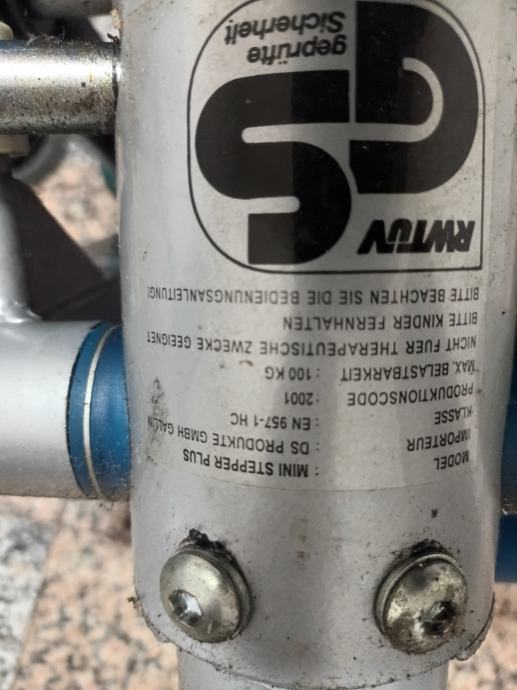 MODEL : MINI STEPPER PLUS
IMPORTEUR : DS PRODUKTE GMBH GALLIN
KLASSE : EN 957-1 HC
PRODUKTIONSCODE : 2001
MAX. BELASTBARKEIT : 100 KG
NICHT FUER THERAPEUTISCHE ZWECKE GEEIGNET
BITTE KINDER FERNHALTEN
BITTE BEACHTEN SIE DIE BEDIENUNGSANLEITUNG!
RWTÜV
GS
geprüfte
Sicherheit